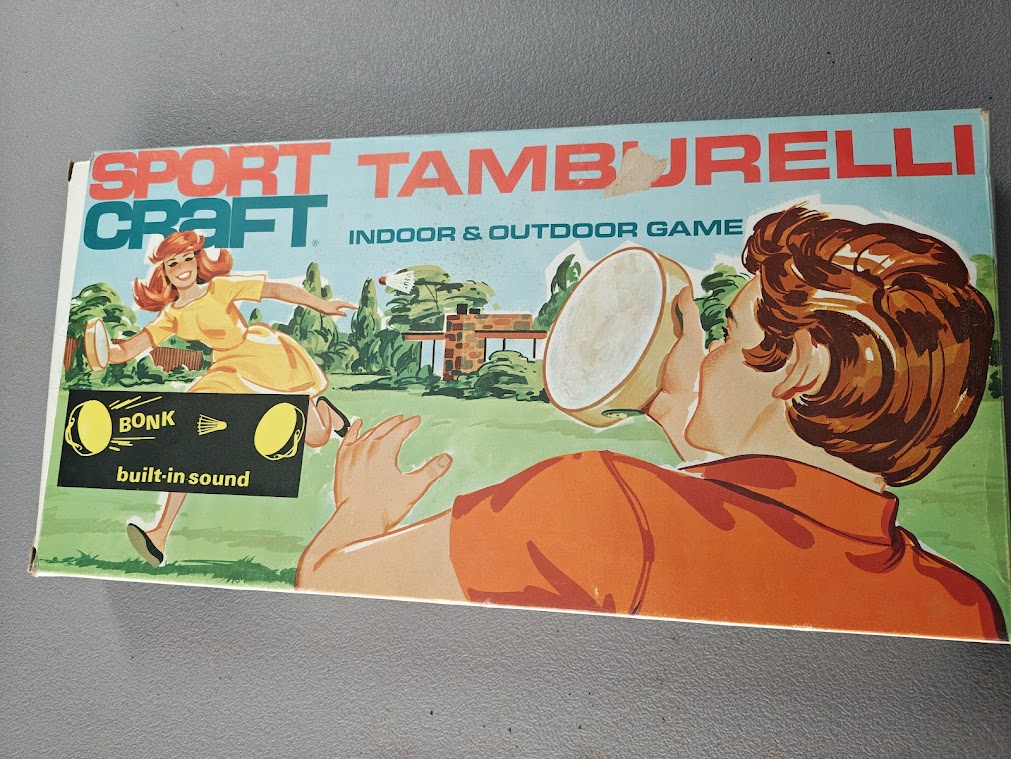 SPORT
CRAFT®
TAMBURELLI
INDOOR & OUTDOOR GAME
BONK
built-in sound